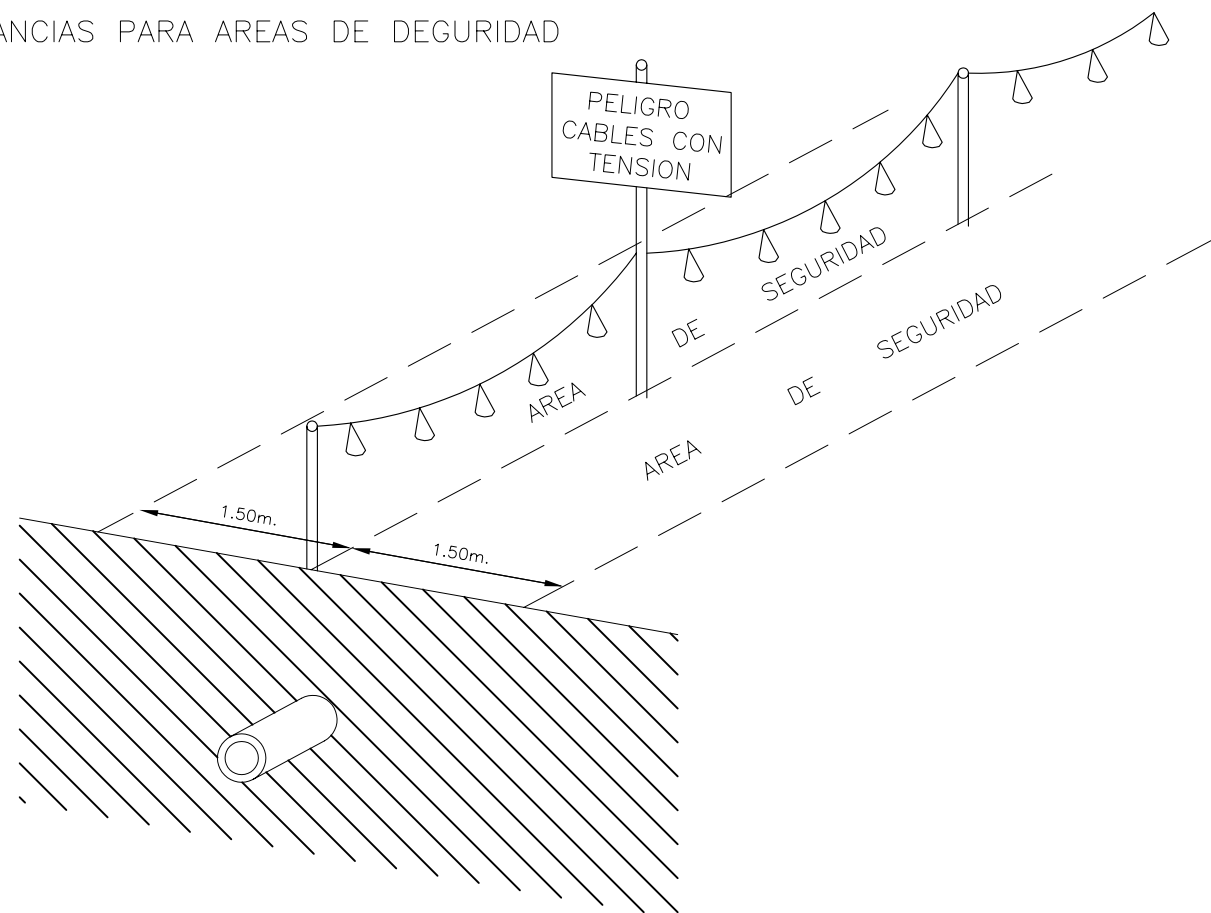 ANCIAS PARA AREAS DE DEGURIDAD
PELIGRO
CABLES CON
TENSION
AREA DE SEGURIDAD
AREA DE SEGURIDAD
1.50m.
1.50m.